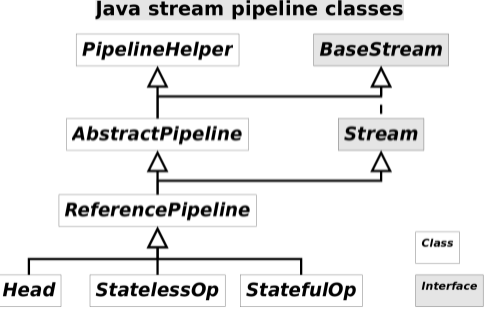 Java stream pipeline classes
PipelineHelper
BaseStream
AbstractPipeline
Stream
ReferencePipeline
Class
Head
StatelessOp
StatefulOp
Interface